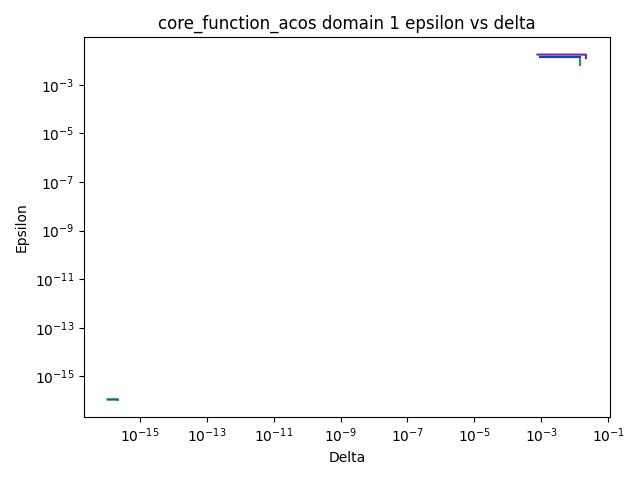 core_function_acos domain 1 epsilon vs delta
Epsilon
10⁻³
10⁻⁵
10⁻⁷
10⁻⁹
10⁻¹¹
10⁻¹³
10⁻¹⁵
10⁻¹⁵ 10⁻¹³ 10⁻¹¹ 10⁻⁹ 10⁻⁷ 10⁻⁵ 10⁻³ 10⁻¹
Delta